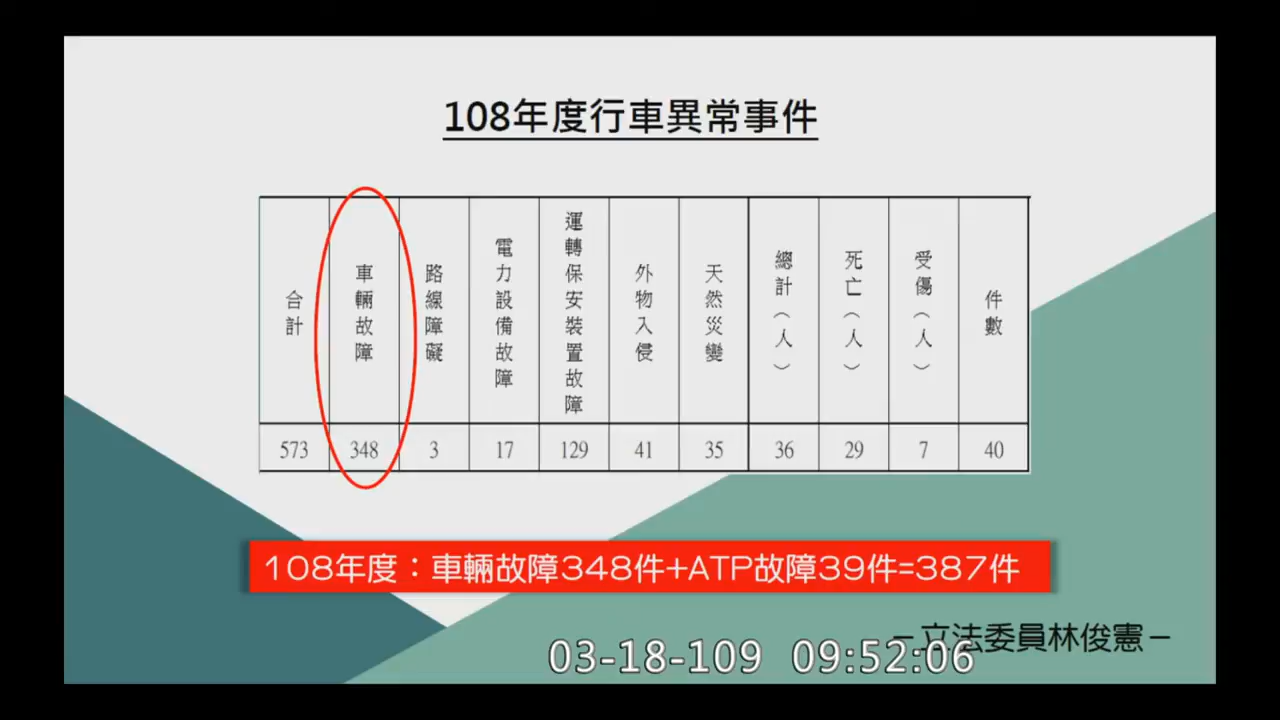 108年度行車異常事件
合計
車輛故障
路線障礙
電力設備故障
運轉保安裝置故障
外物入侵
天然災變
總計（人）
死亡（人）
受傷（人）
件數
573 348 3 17 129 41 35 36 29 7 40
108年度：車輛故障348件+ATP故障39件=387件
–立法委員林俊憲–
03-18-109 09:52:06